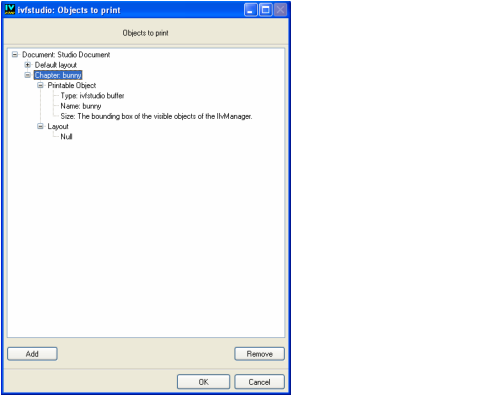 ivfstudio: Objects to print
Objects to print
Document: Studio Document
Default layout
Chapter: bunny
Printable Object
Type: ivfstudio buffer
Name: bunny
Size: The bounding box of the visible objects of the IlvManager.
Layout
Null
Add
Remove
OK
Cancel